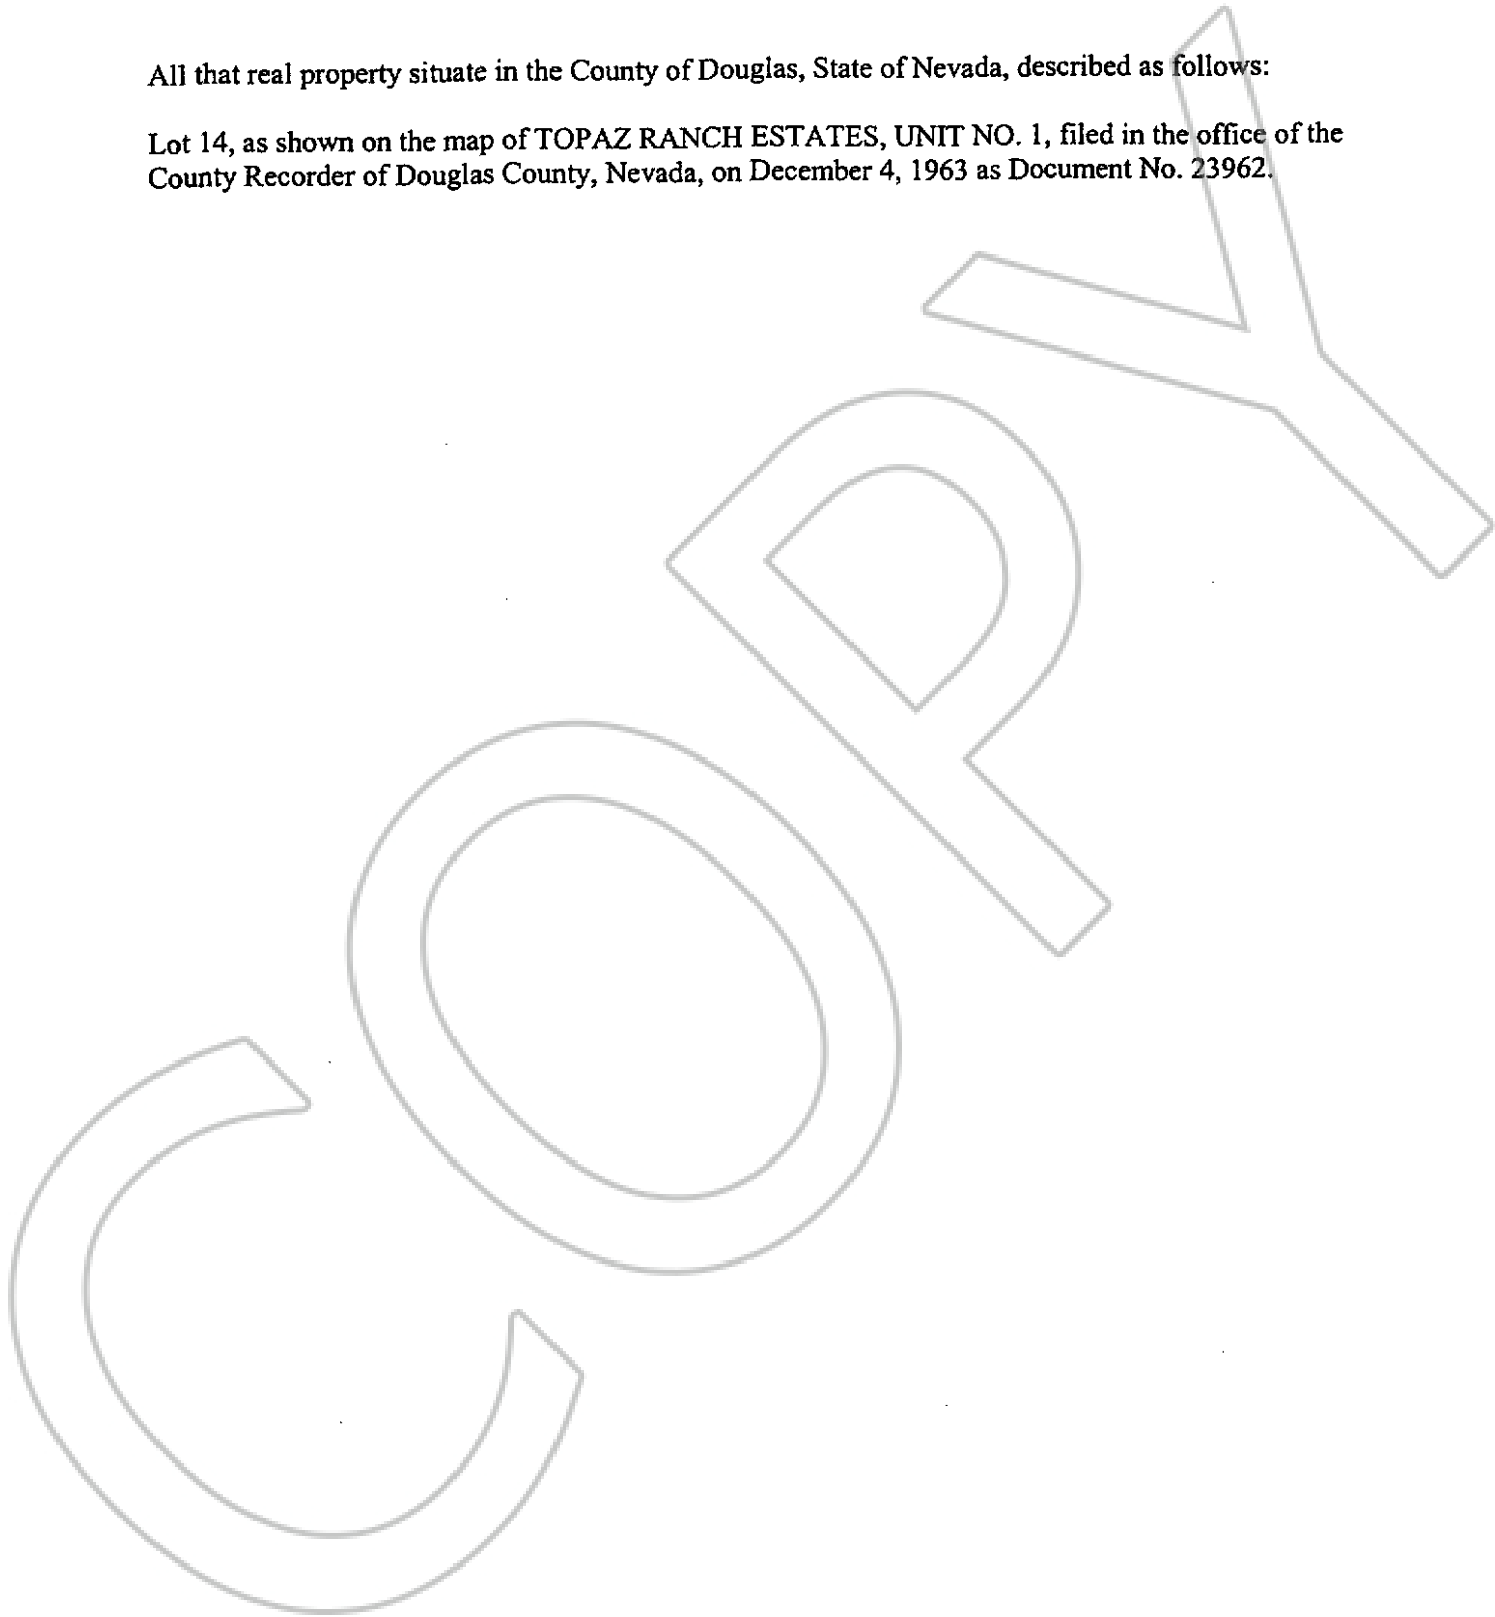 All that real property situate in the County of Douglas, State of Nevada, described as follows:
Lot 14, as shown on the map of TOPAZ RANCH ESTATES, UNIT NO. 1, filed in the office of the
County Recorder of Douglas County, Nevada, on December 4, 1963 as Document No. 23962.
COPY